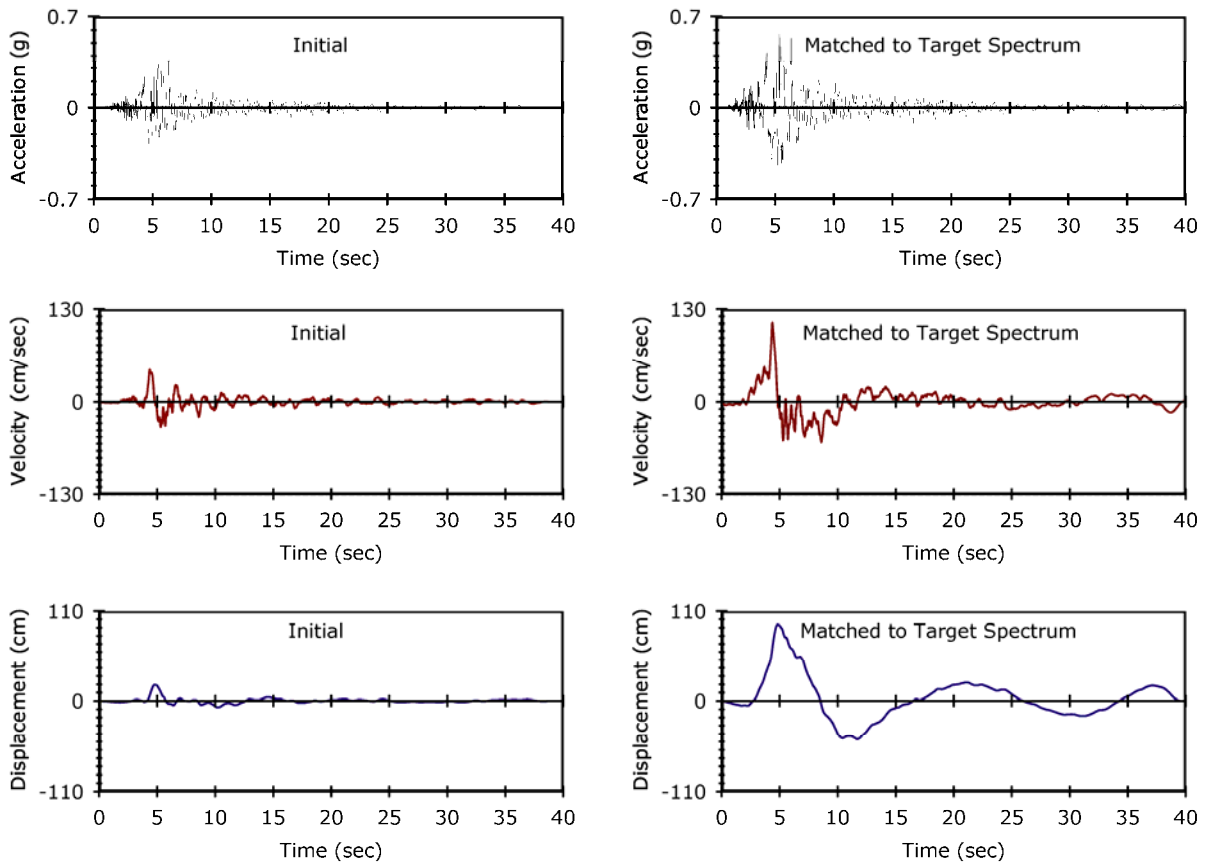 Acceleration (g)
0.7
0
-0.7
Initial
0 5 10 15 20 25 30 35 40
Time (sec)
Acceleration (g)
0.7
0
-0.7
Matched to Target Spectrum
0 5 10 15 20 25 30 35 40
Time (sec)
Velocity (cm/sec)
130
0
-130
Initial
0 5 10 15 20 25 30 35 40
Time (sec)
Velocity (cm/sec)
130
0
-130
Matched to Target Spectrum
0 5 10 15 20 25 30 35 40
Time (sec)
Displacement (cm)
110
0
-110
Initial
0 5 10 15 20 25 30 35 40
Time (sec)
Displacement (cm)
110
0
-110
Matched to Target Spectrum
0 5 10 15 20 25 30 35 40
Time (sec)